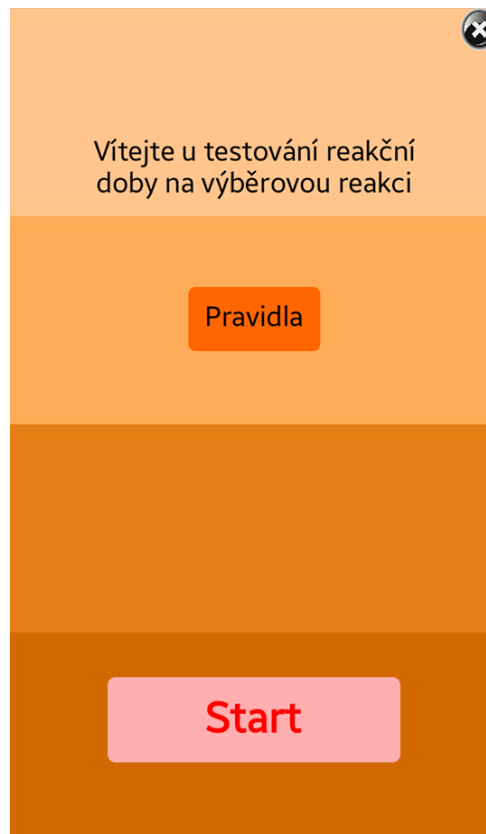 Vítejte u testování reakční
doby na výběrovou reakci
Pravidla
Start